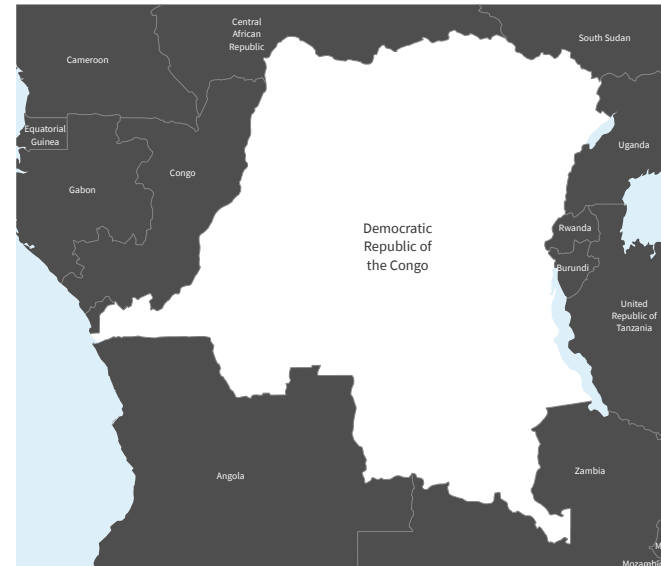 Central
African
Republic
South Sudan
Cameroon
Equatorial
Guinea
Uganda
Congo
Gabon
Democratic
Republic of
the Congo
Rwanda
Burundi
United
Republic of
Tanzania
Angola
Zambia
M
Mozambi